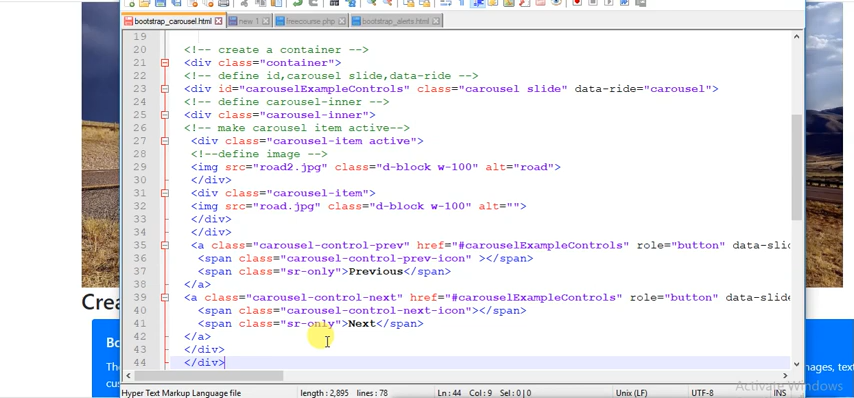 bootstrap_carousel.html new 1 freecourse.php bootstrap_alerts.html
19
20 <!-- create a container -->
21 <div class="container">
22 <!-- define id,carousel slide,data-ride -->
23 <div id="carouselExampleControls" class="carousel slide" data-ride="carousel">
24 <!-- define carousel-inner -->
25 <div class="carousel-inner">
26 <!-- make carousel item active-->
27 <div class="carousel-item active">
28 <!--define image -->
29 <img src="road2.jpg" class="d-block w-100" alt="road">
30 </div>
31 <div class="carousel-item">
32 <img src="road.jpg" class="d-block w-100" alt="">
33 </div>
34 </div>
35 <a class="carousel-control-prev" href="#carouselExampleControls" role="button" data-slid
36 <span class="carousel-control-prev-icon" ></span>
37 <span class="sr-only">Previous</span>
38 </a>
39 <a class="carousel-control-next" href="#carouselExampleControls" role="button" data-slide
40 <span class="carousel-control-next-icon"></span>
41 <span class="sr-only">Next</span>
42 </a>
43 </div>
44 </div>
Crea
Bo
The
cus
mages, text
Activate Windows
Hyper Text Markup Language file length : 2,895 lines : 78 Ln : 44 Col : 9 Sel : 0 | 0 Unix (LF) UTF-8 INS